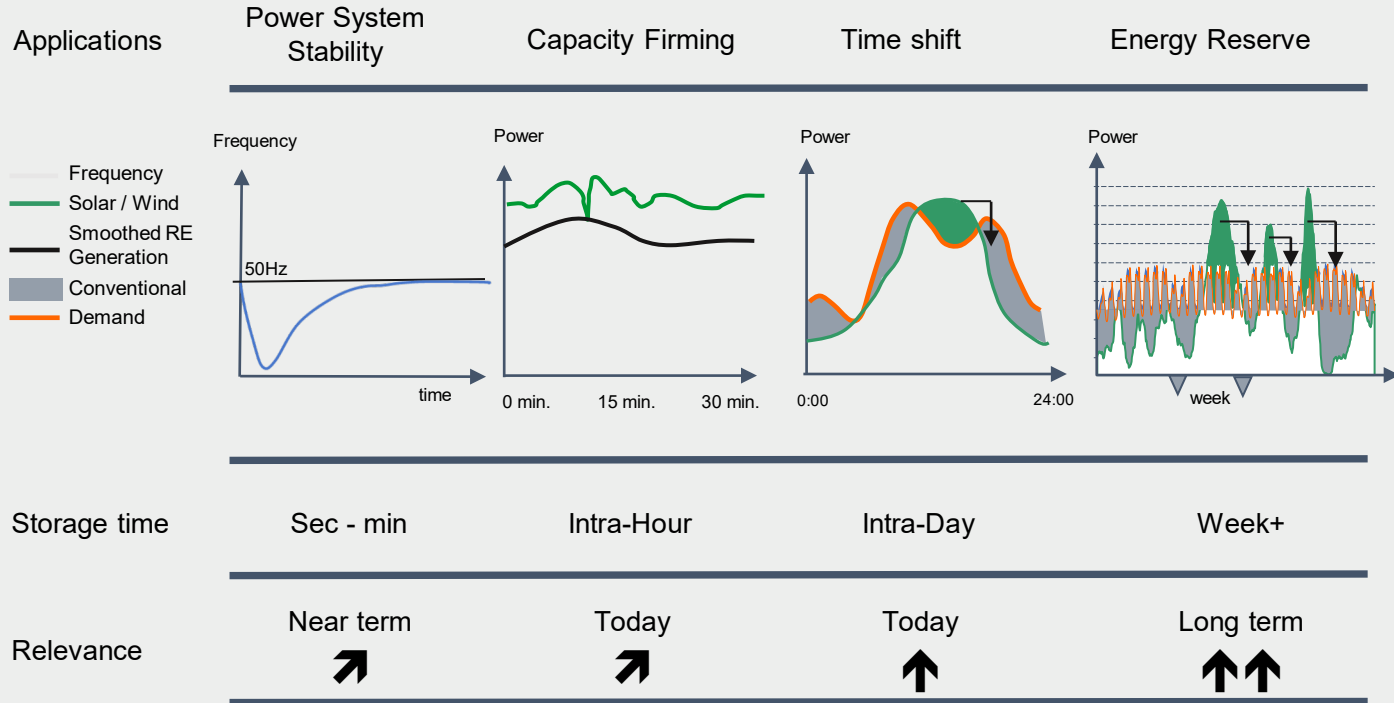 Applications
Power System
Stability
Capacity Firming
Time shift
Energy Reserve
Frequency
Solar / Wind
Smoothed RE
Generation
Conventional
Demand
Frequency
50Hz
time
Power
0 min.
15 min.
30 min.
Power
0:00
24:00
Power
week
Storage time
Sec - min
Intra-Hour
Intra-Day
Week+
Relevance
Near term
Today
Today
Long term